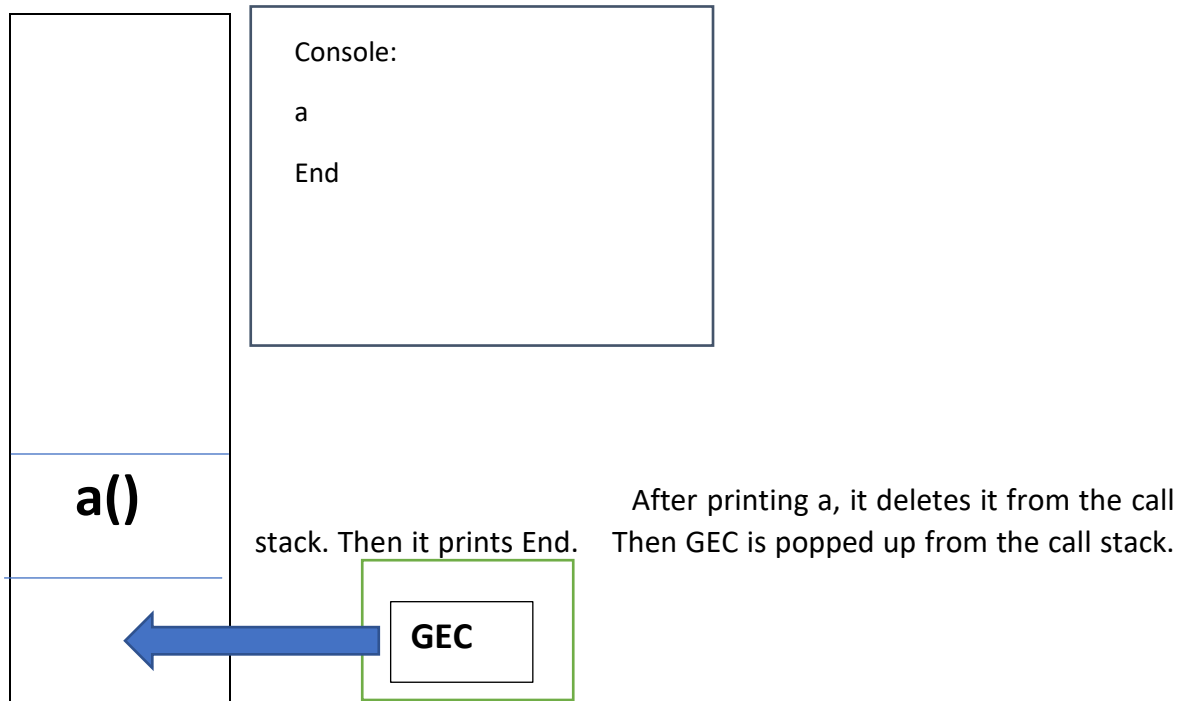 Console:
a
End
a()
After printing a, it deletes it from the call
stack. Then it prints End. Then GEC is popped up from the call stack.
GEC